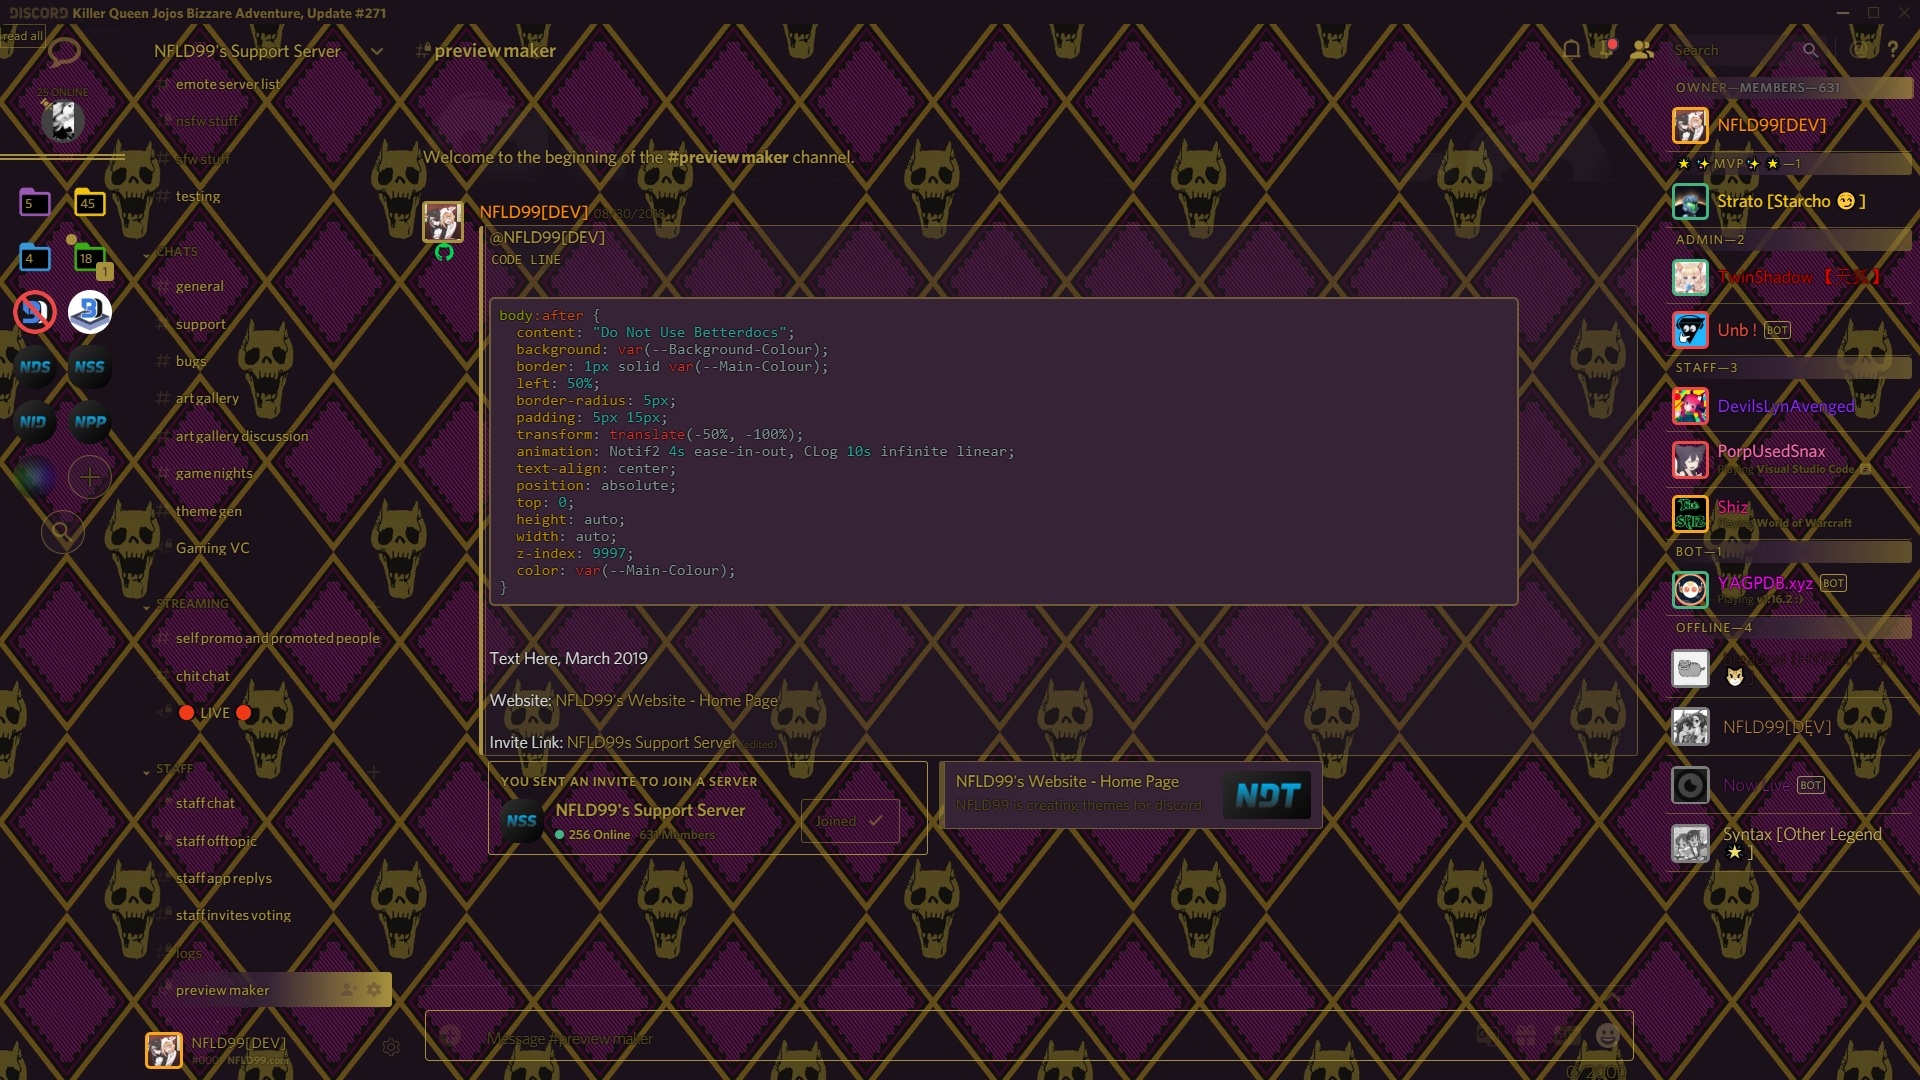 DISCORD Killer Queen Jojos Bizzare Adventure, Update #271
read all
25 ONLINE
5
45
4
18
1
NDS
NSS
NID
NPP
NFLD99's Support Server
emote server list
nsfw stuff
sfw stuff
testing
CHATS
general
support
bugs
art gallery
art gallery discussion
game nights
theme gen
Gaming VC
STREAMING
self promo and promoted people
chit chat
🔴 LIVE 🔴
STAFF
staff chat
staff offtopic
staff app replys
staff invites voting
logs
preview maker
NFLD99[DEV]
#0001 NFLD99.com
# preview maker
Search
Welcome to the beginning of the #preview maker channel.
NFLD99[DEV] 08/30/2018
@NFLD99[DEV]
CODE LINE
body:after {
content: "Do Not Use Betterdocs";
background: var(--Background-Colour);
border: 1px solid var(--Main-Colour);
left: 50%;
border-radius: 5px;
padding: 5px 15px;
transform: translate(-50%, -100%);
animation: Notif2 4s ease-in-out, CLog 10s infinite linear;
text-align: center;
position: absolute;
top: 0;
height: auto;
width: auto;
z-index: 9997;
color: var(--Main-Colour);
}
Text Here, March 2019
Website: NFLD99's Website - Home Page
Invite Link: NFLD99s Support Server (edited)
YOU SENT AN INVITE TO JOIN A SERVER
NSS
NFLD99's Support Server
256 Online 631 Members
Joined
NFLD99's Website - Home Page
NFLD99 is creating themes for discord
NDT
Message #preview maker
0/2000
OWNER—MEMBERS—631
NFLD99[DEV]
🌟 ✨ MVP ✨ 🌟—1
Strato [Starcho 😏 ]
ADMIN—2
TwinShadow
Unb ! BOT
STAFF—3
DevilsLynAvenged
PorpUsedSnax
Playing Visual Studio Code
Shiz
Playing World of Warcraft
The SHIZ
BOT—1
YAGPDB.xyz BOT
Playing v1.16.2 :)
OFFLINE—4
NFLD99[DEV]
Now Live BOT
Syntax [Other Legend
🌟 ]